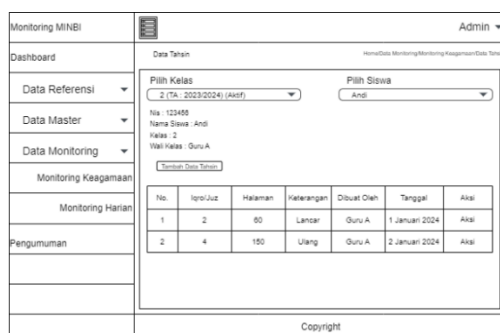 Monitoring MINBI
Admin
Dashboard
Data Tahsin
Home/Data Monitoring/Monitoring Keagamaan/Data Tahsin
Data Referensi
Data Master
Data Monitoring
Monitoring Keagamaan
Monitoring Harian
Pengumuman
Pilih Kelas Pilih Siswa
2 (TA : 2023/2024) (Aktif) Andi
Nis : 123456
Nama Siswa : Andi
Kelas : 2
Wali Kelas : Guru A
Tambah Data Tahsin
No. Iqro/Juz Halaman Keterangan Dibuat Oleh Tanggal Aksi
1 2 60 Lancar Guru A 1 Januari 2024 Aksi
2 4 150 Ulang Guru A 2 Januari 2024 Aksi
Copyright